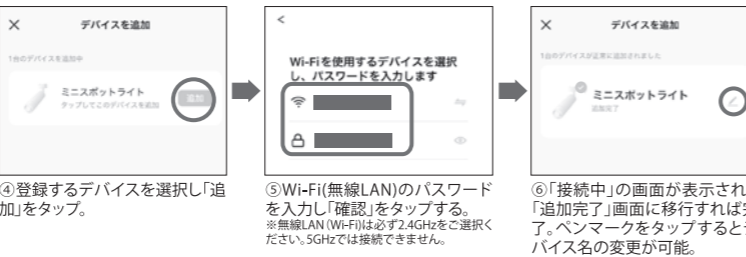 デバイスを追加
1台のデバイスを追加中
ミニスポットライト
タップしてこのデバイスを追加
追加
④登録するデバイスを選択し「追
加」をタップ。
Wi-Fiを使用するデバイスを選択
し、パスワードを入力します
⑤Wi-Fi(無線LAN)のパスワード
を入力し「確認」をタップする。
※無線LAN(Wi-Fi)は必ず2.4GHzをご選択く
ださい。5GHzでは接続できません。
デバイスを追加
1台のデバイスが正常に追加されました
ミニスポットライト
追加完了
⑥「接続中」の画面が表示され
「追加完了」画面に移行すれば
了。ペンマークをタップすると
バイス名の変更が可能。